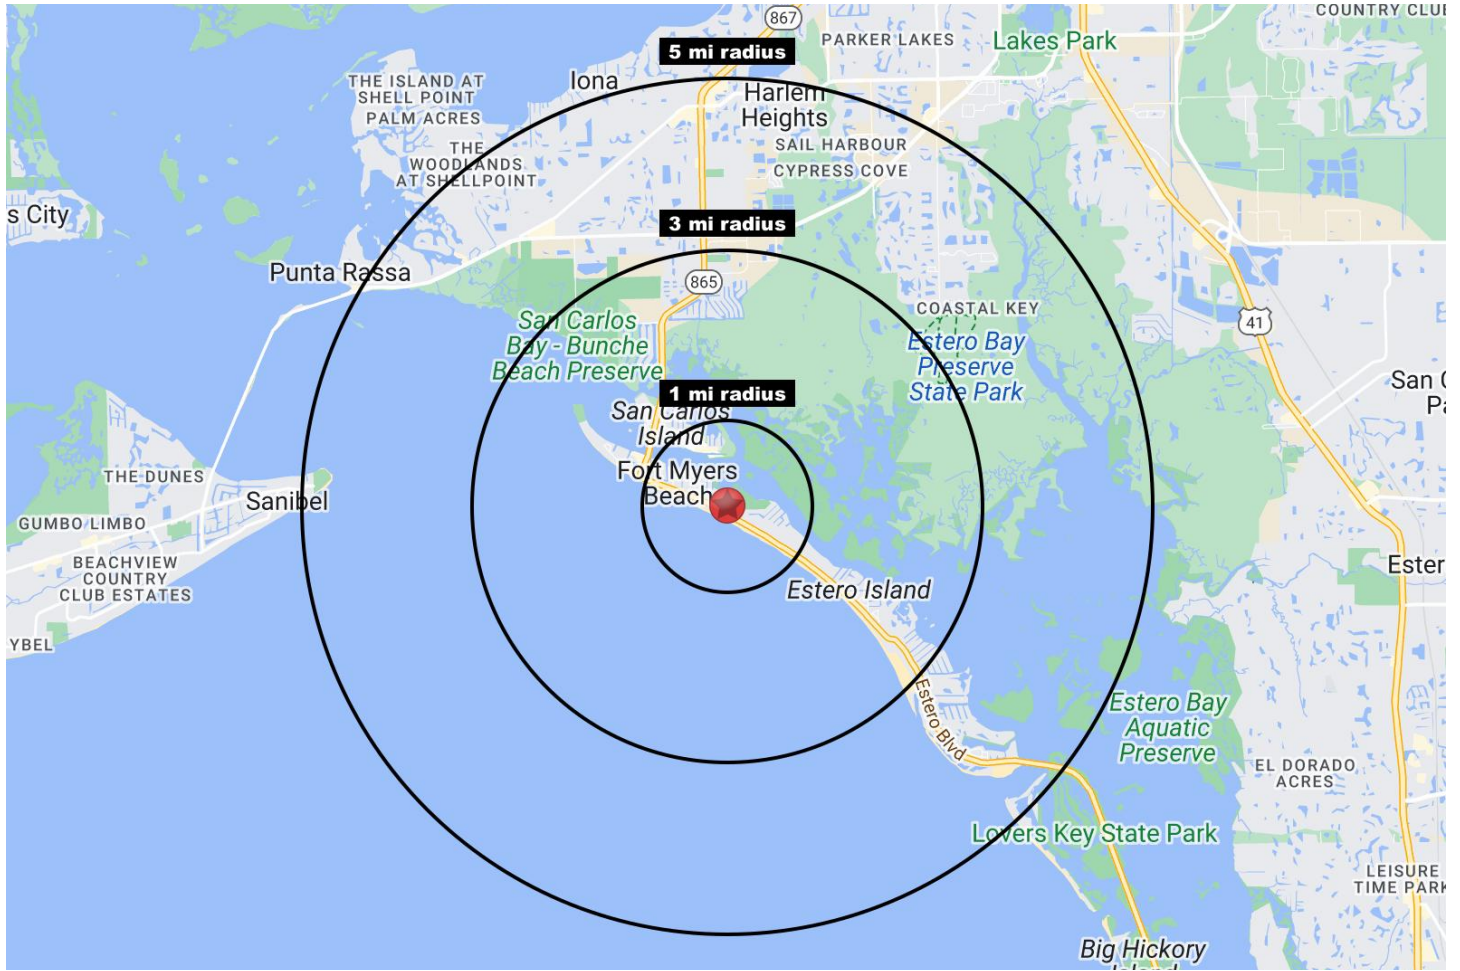 COUNTRY CLUB
867
PARKER LAKES
Lakes Park
5 mi radius
Iona
THE ISLAND AT
SHELL POINT
PALM ACRES
Harlem
Heights
THE
WOODLANDS
AT SHELLPOINT
SAIL HARBOUR
CYPRESS COVE
s City
3 mi radius
Punta Rassa
865
COASTAL KEY
41
San Carlos
Bay - Bunche
Beach Preserve
Estero Bay
Preserve
State Park
1 mi radius
San C
Pa
San Carlos
Island
Fort Myers
Beach
THE DUNES
Sanibel
GUMBO LIMBO
BEACHVIEW
COUNTRY
CLUB ESTATES
Ester
Estero Island
YBEL
Estero Blvd
Estero Bay
Aquatic
Preserve
EL DORADO
ACRES
Lovers Key State Park
LEISURE
TIME PARK
Big Hickory
Island